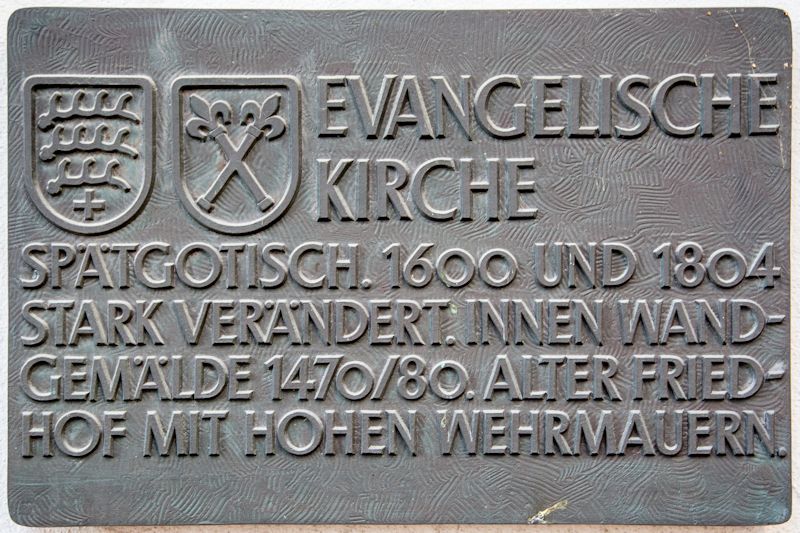 EVANGELISCHE
KIRCHE
SPÄTGOTISCH. 1600 UND 1804
STARK VERÄNDERT. INNEN WAND-
GEMÄLDE 1470/80. ALTER FRIED-
HOF MIT HOHEN WEHRMAUERN.